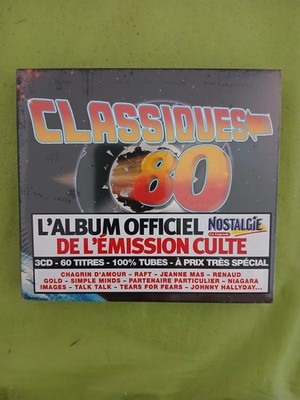 CLASSIQUES
80
L'ALBUM OFFICIEL NOSTALGIE
DE L'ÉMISSION CULTE
3CD - 60 TITRES - 100% TUBES - À PRIX TRÈS SPÉCIAL
CHAGRIN D'AMOUR - RAFT - JEANNE MAS - RENAUD
GOLD - SIMPLE MINDS - PARTENAIRE PARTICULIER - NIAGARA
IMAGES - TALK TALK - TEARS FOR FEARS - JOHNNY HALLYDAY...